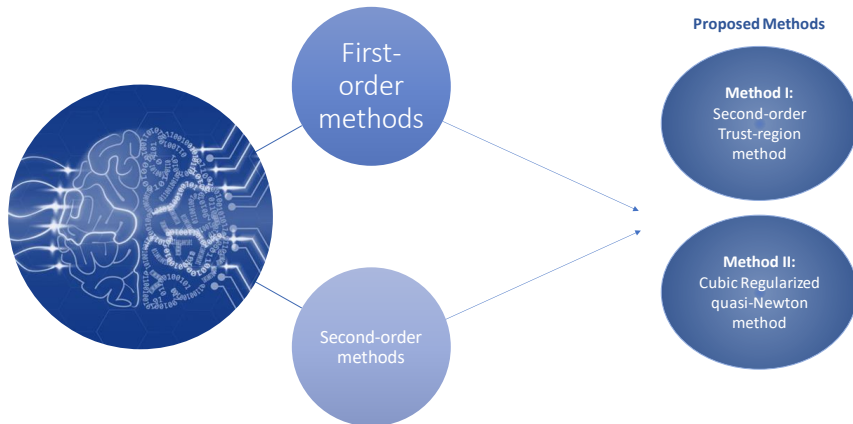 First-
order
methods
Second-order
methods
Proposed Methods
Method I:
Second-order
Trust-region
method
Method II:
Cubic Regularized
quasi-Newton
method